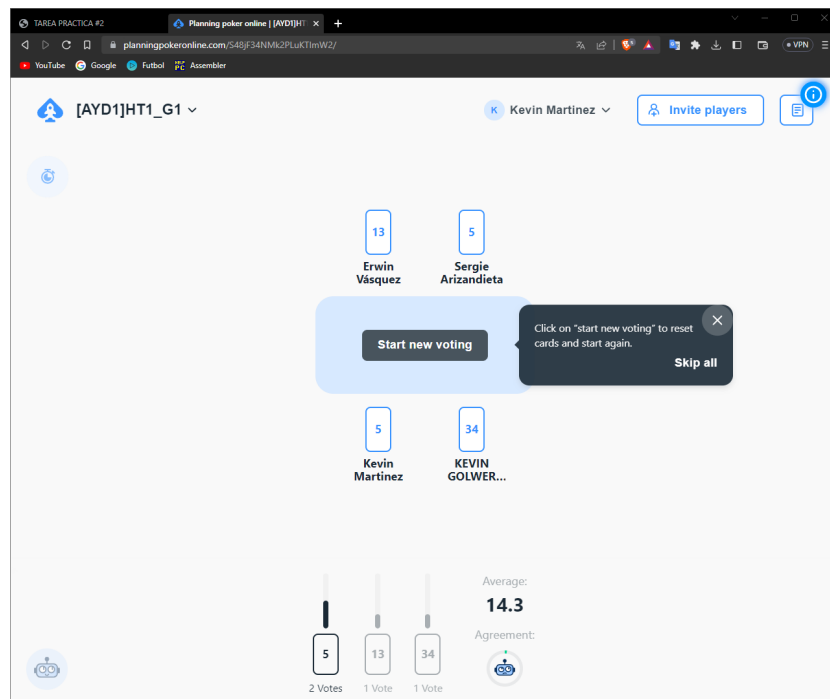 TAREA PRACTICA #2
Planning poker online | [AYD1]HT
planningpokeronline.com/S48jF34NMk2PLuKTlmW2/
VPN
YouTube Google Futbol Assembler
[AYD1]HT1_G1
K Kevin Martinez
Invite players
13
5
Erwin
Vásquez
Sergie
Arizandieta
Start new voting
Click on "start new voting" to reset
cards and start again.
Skip all
5
34
Kevin
Martinez
KEVIN
GOLWER...
Average:
14.3
Agreement:
5
13
34
2 Votes
1 Vote
1 Vote